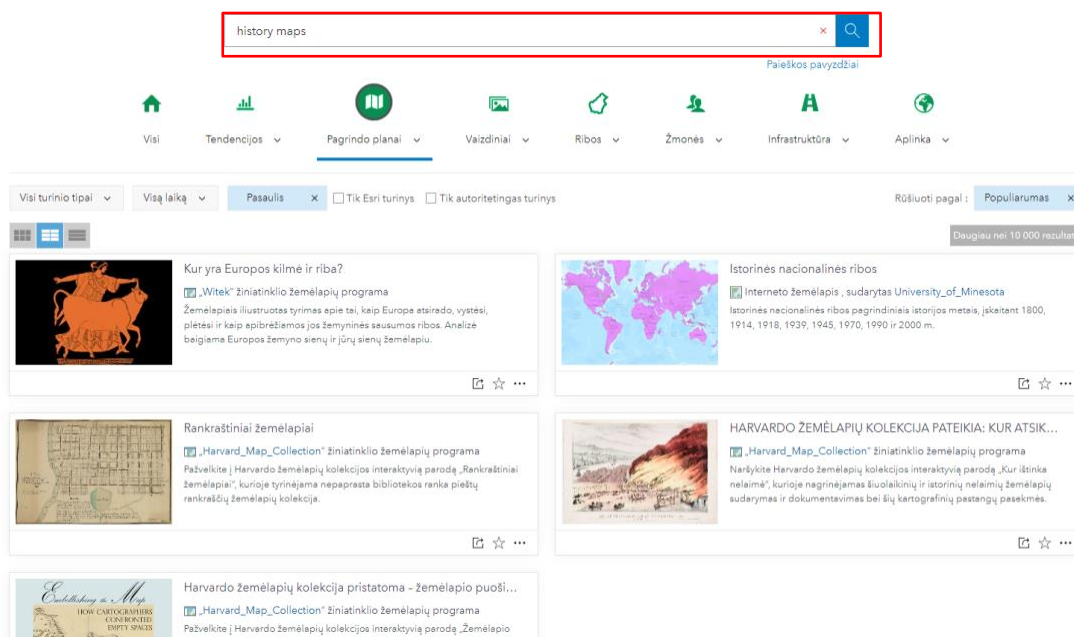 history maps
Paieškos pavyzdžiai
Visi
Tendencijos
Pagrindo planai
Vaizdiniai
Ribos
Žmonės
Infrastruktūra
Aplinka
Visi turinio tipai
Visą laiką
Pasaulis
Tik Esri turinys
Tik autoritetingas turinys
Rūšiuoti pagal :
Populiarumas
Daugiau nei 10 000 rezultat
Kur yra Europos kilmė ir riba?
„Witek“ žiniatinklio žemėlapių programa
Žemėlapiais iliustruotas tyrimas apie tai, kaip Europa atsirado, vystėsi,
plėtėsi ir kaip apibrėžiamos jos žemyninės sausumos ribos. Analizė
baigiama Europos žemyno sienų ir jūrų sienų žemėlapiu.
Istorinės nacionalinės ribos
Interneto žemėlapis , sudarytas University_of_Minesota
Istorinės nacionalinės ribos pagrindiniais istorijos metais, įskaitant 1800,
1914, 1918, 1939, 1945, 1970, 1990 ir 2000 m.
Rankraštiniai žemėlapiai
„Harvard_Map_Collection“ žiniatinklio žemėlapių programa
Pažvelkite į Harvardo žemėlapių kolekcijos interaktyvią parodą „Rankraštiniai
žemėlapiai“, kurioje tyrinėjama nepaprasta bibliotekos ranka pieštų
rankraščių žemėlapių kolekcija.
HARVARDO ŽEMĖLAPIŲ KOLEKCIJA PATEIKIA: KUR ATSIK...
„Harvard_Map_Collection“ žiniatinklio žemėlapių programa
Naršykite Harvardo žemėlapių kolekcijos interaktyvią parodą „Kur ištinka
nelaimė“, kurioje nagrinėjamas šiuolaikinių ir istorinių nelaimių žemėlapių
sudarymas ir dokumentavimas bei šių kartografinių pastangų pasekmės.
Embellishing the Map
HOW CARTOGRAPHERS
CONFRONTED
EMPTY SPACES
Harvardo žemėlapių kolekcija pristatoma – žemėlapio puoši...
„Harvard_Map_Collection“ žiniatinklio žemėlapių programa
Pažvelkite į Harvardo žemėlapių kolekcijos interaktyvią parodą „Žemėlapio